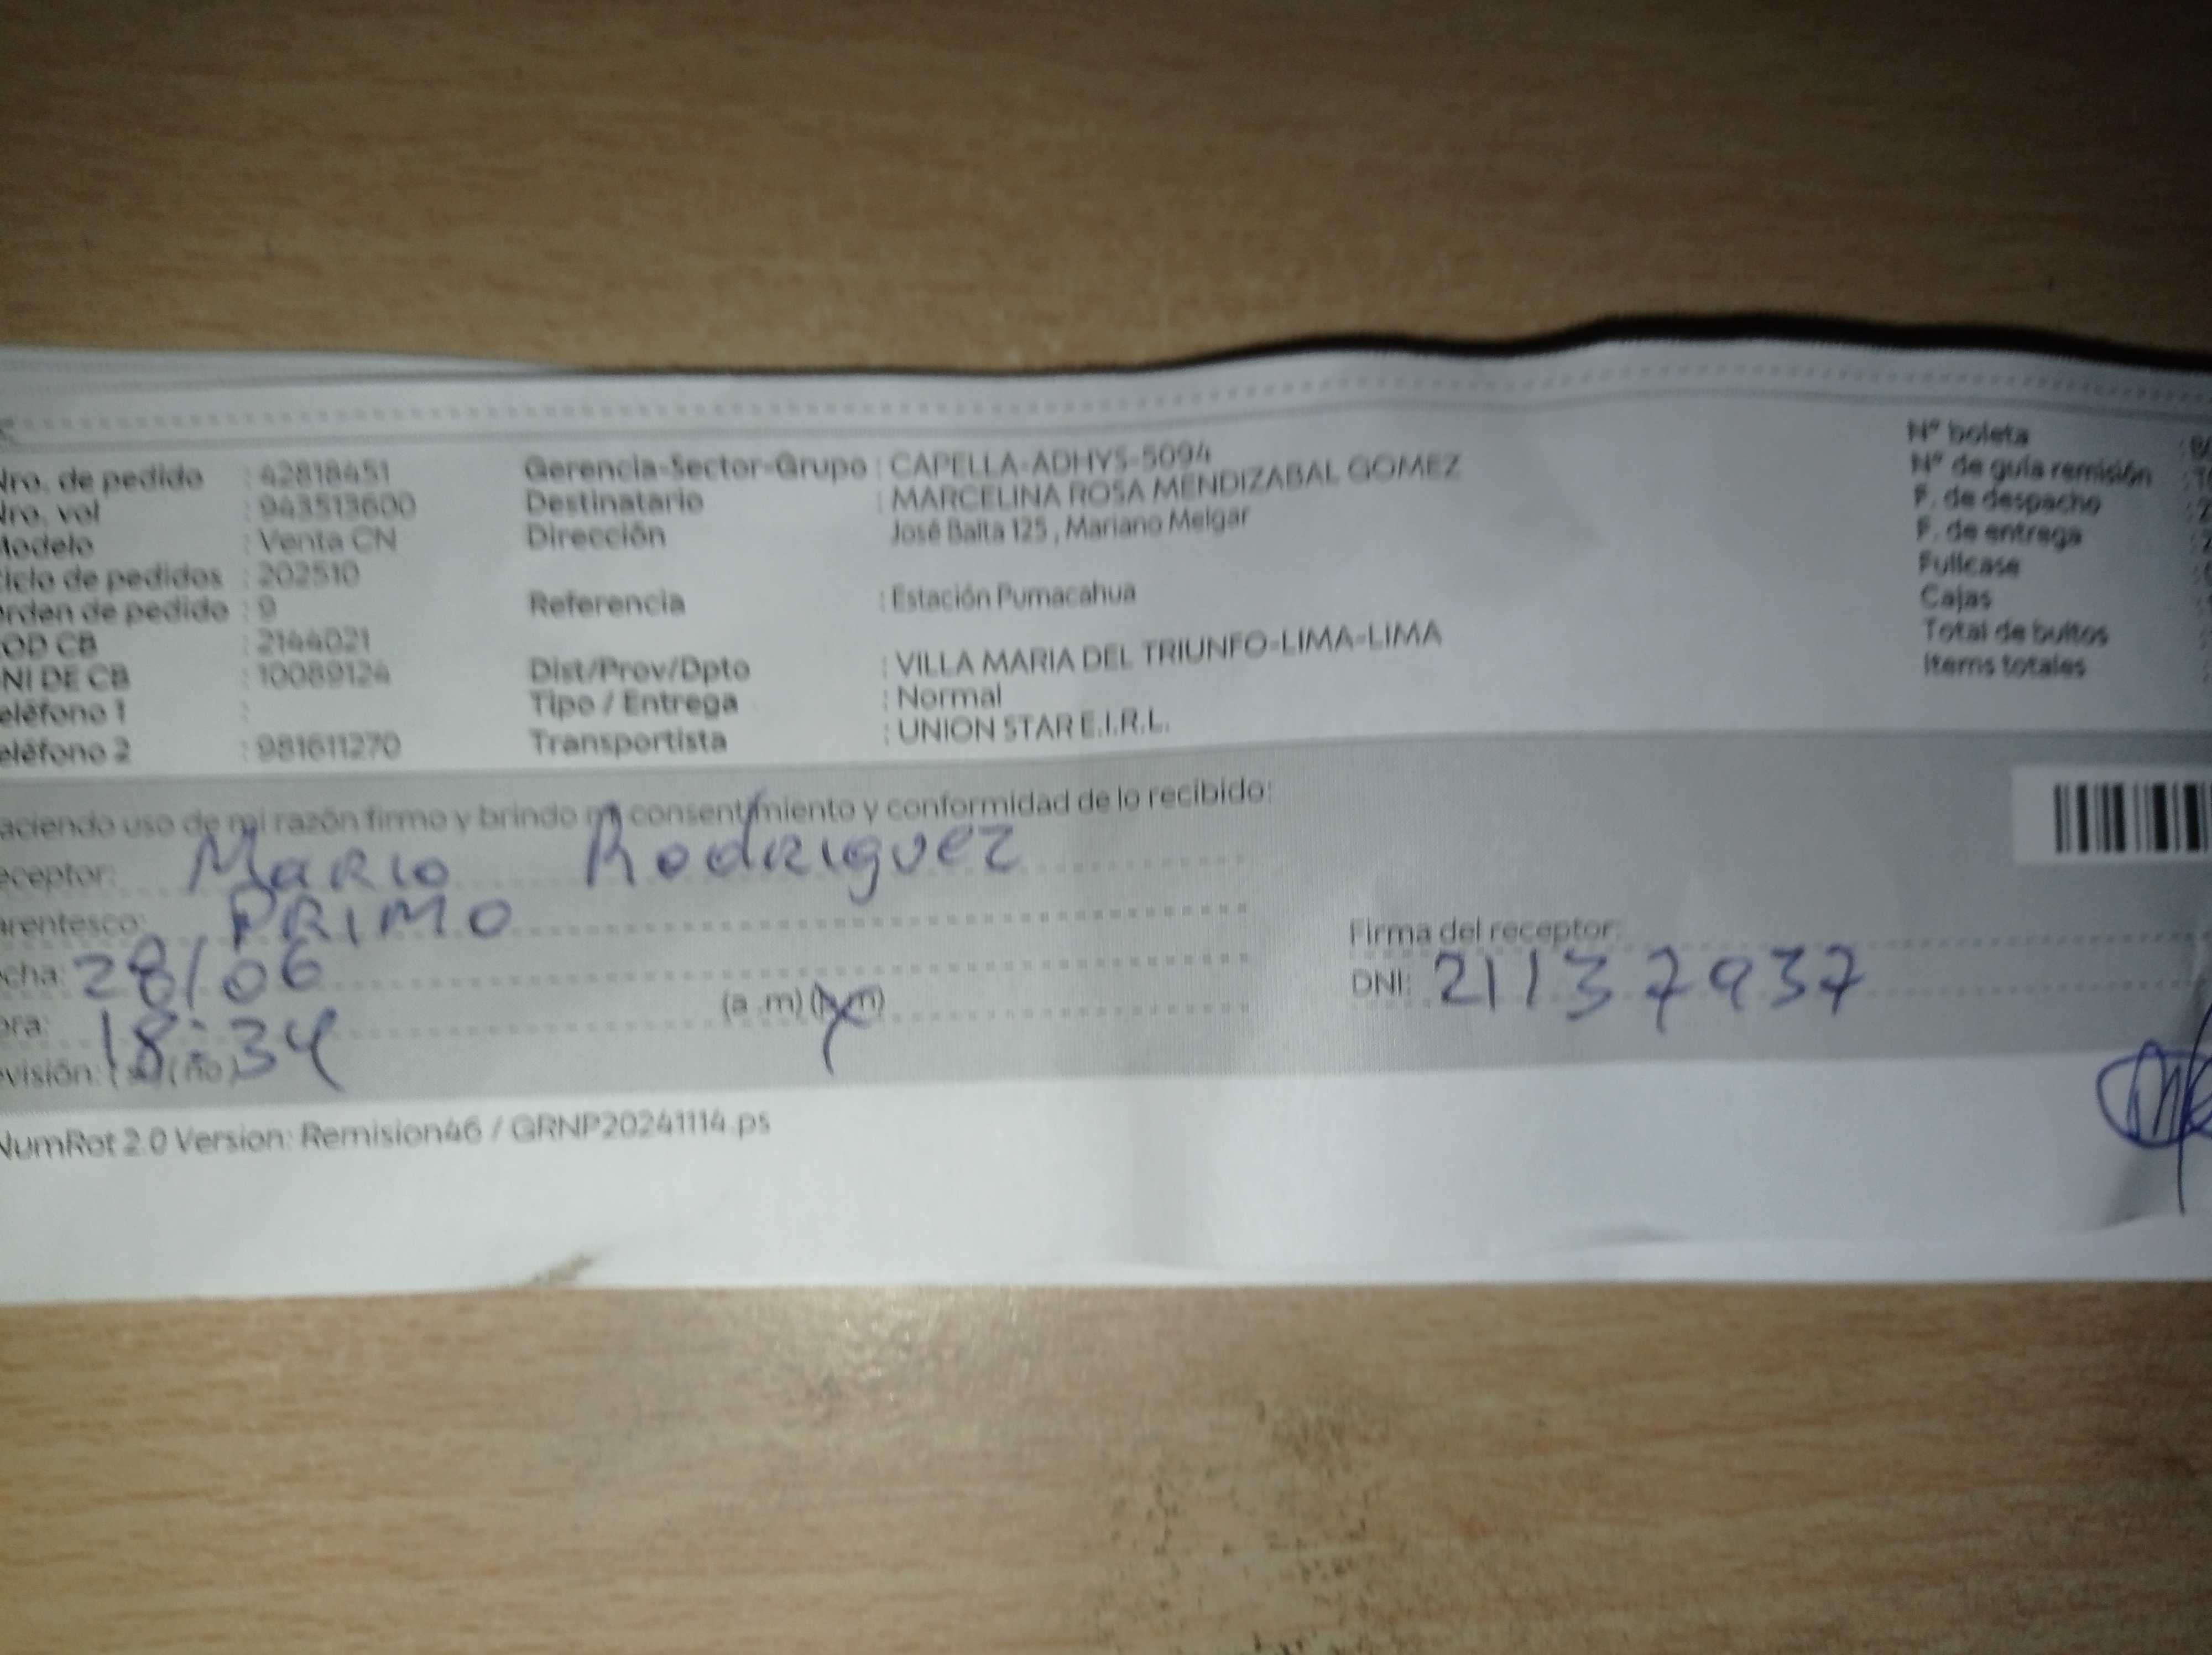 Nro. de pedido : 42818451 Gerencia-Sector-Grupo : CAPELLA-ADHYS-5094 N° boleta
Nro. vol : 943513600 Destinatario : MARCELINA ROSA MENDIZABAL GOMEZ N° de guía remisión
Modelo : Venta CN Dirección José Balta 125 , Mariano Melgar F. de despacho
iclo de pedidos : 202510 F. de entrega
rden de pedido : 9 Referencia : Estación Pumacahua Fullcase
OD CB : 2144021 Cajas
NI DE CB : 10089124 Dist/Prov/Dpto : VILLA MARIA DEL TRIUNFO-LIMA-LIMA Total de bultos
eléfono 1 : Tipo / Entrega : Normal Items totales
eléfono 2 : 981611270 Transportista : UNION STAR E.I.R.L.
aciendo uso de mi razón firmo y brindo mi consentimiento y conformidad de lo recibido:
eceptor: Mario Rodriguez
arentesco: PRIMO
Firma del receptor:
cha: 28/06
DNI: 21137937
ora: 18:34 (a .m) (p.m)
evisión: (si) (no)
NumRot 2.0 Version: Remision46 / GRNP20241114.ps